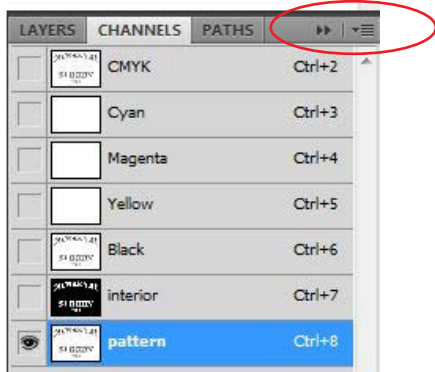 LAYERS CHANNELS PATHS
CMYK Ctrl+2
Cyan Ctrl+3
Magenta Ctrl+4
Yellow Ctrl+5
Black Ctrl+6
interior Ctrl+7
pattern Ctrl+8